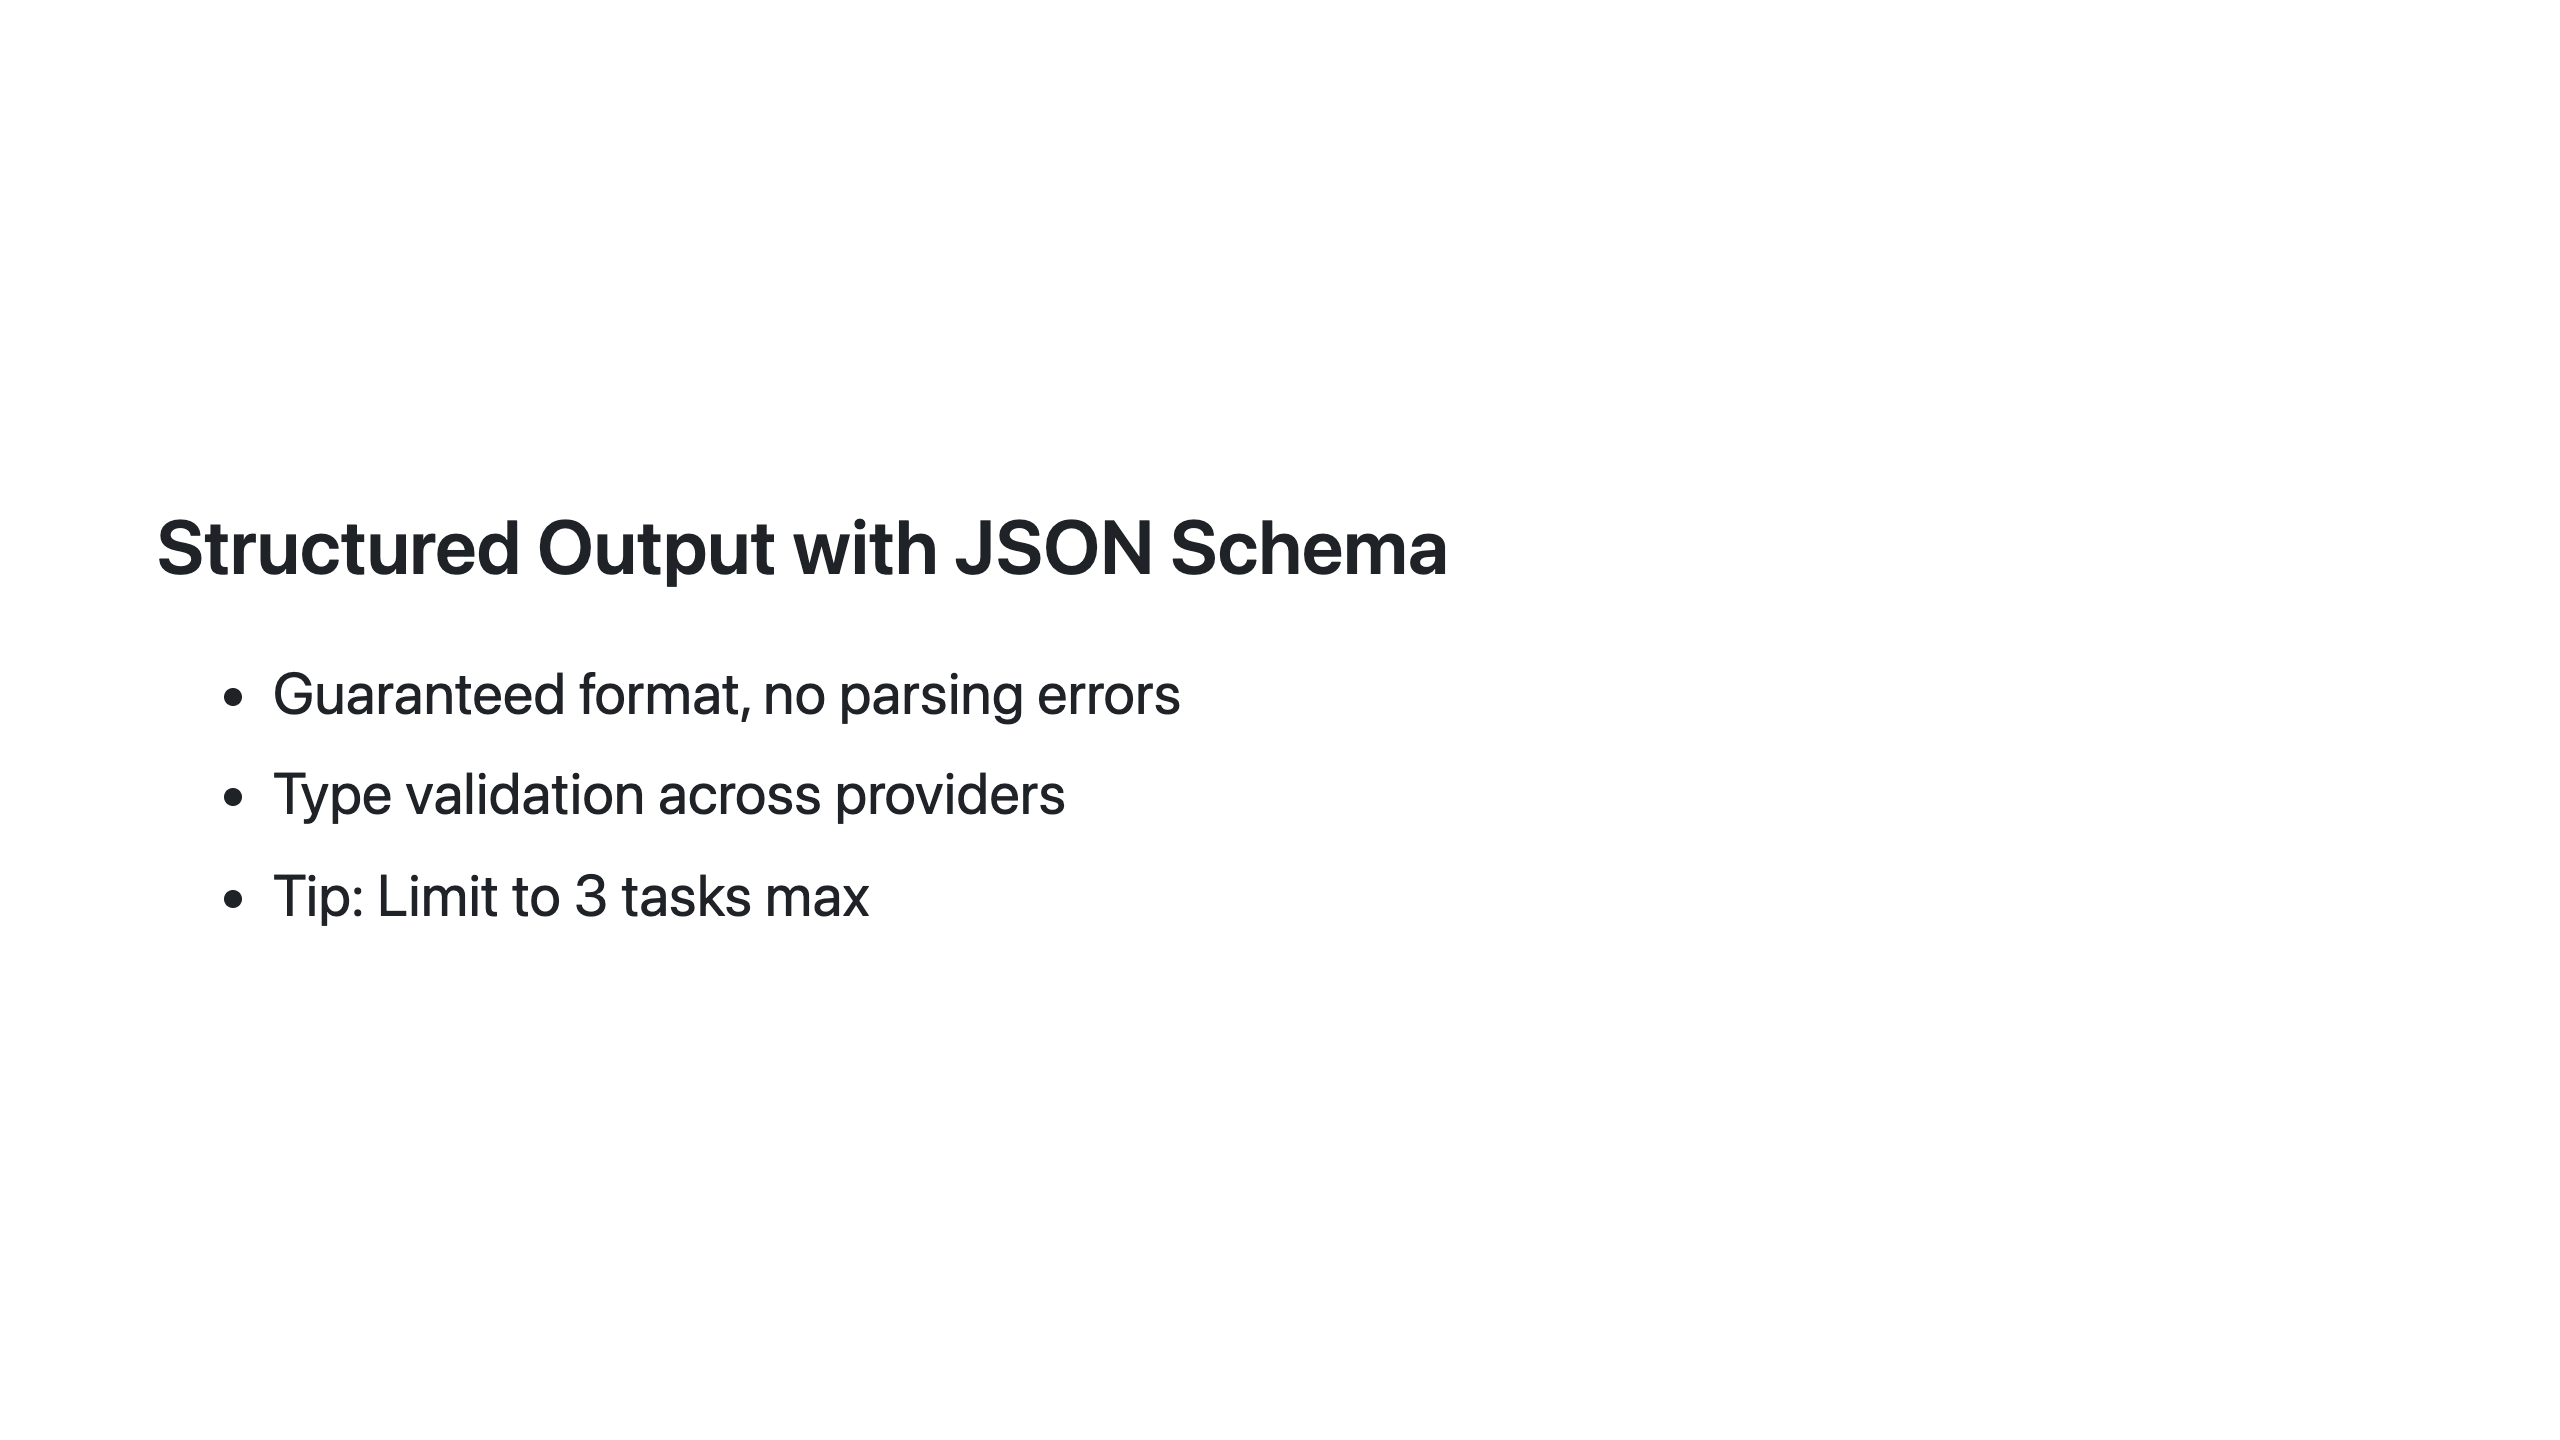 Structured Output with JSON Schema
• Guaranteed format, no parsing errors
• Type validation across providers
• Tip: Limit to 3 tasks max